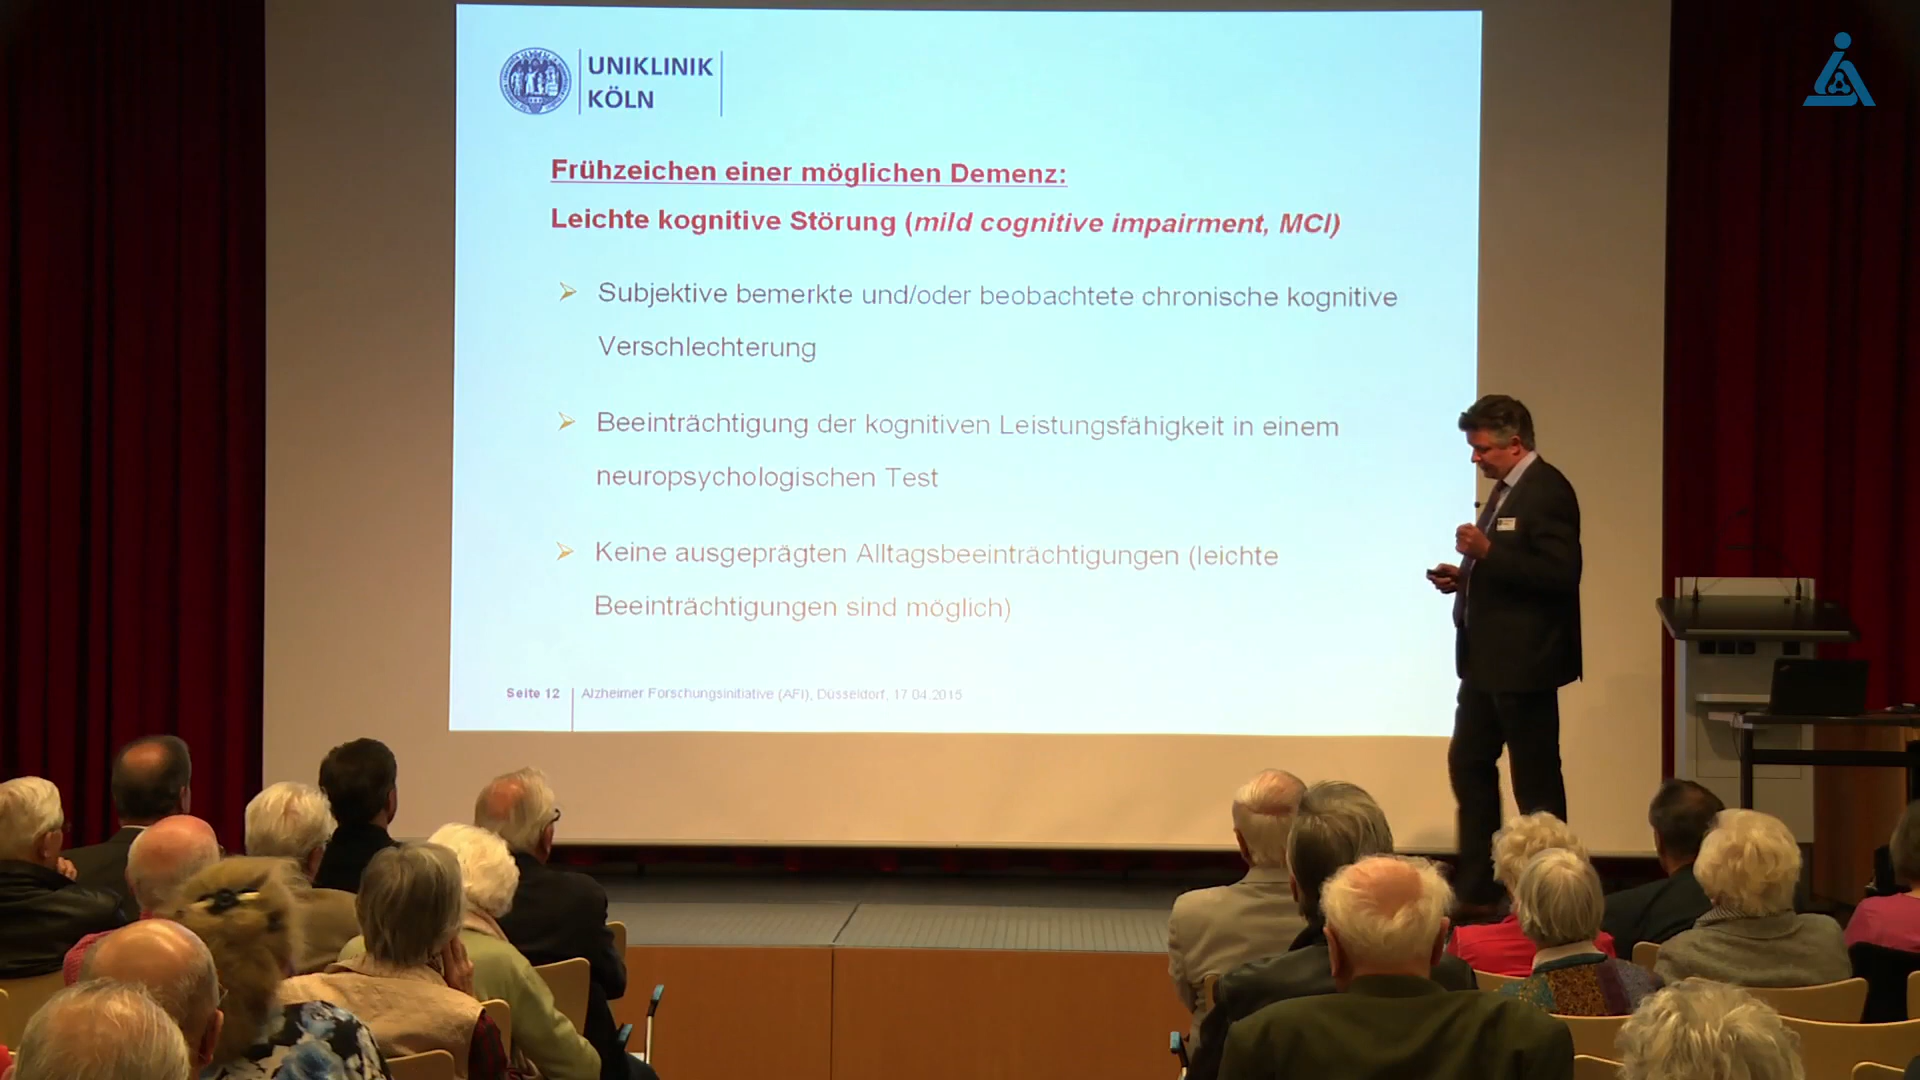 UNIKLINIK
KÖLN
Frühzeichen einer möglichen Demenz:
Leichte kognitive Störung (mild cognitive impairment, MCI)
Subjektive bemerkte und/oder beobachtete chronische kognitive
Verschlechterung
Beeinträchtigung der kognitiven Leistungsfähigkeit in einem
neuropsychologischen Test
Keine ausgeprägten Alltagsbeeinträchtigungen (leichte
Beeinträchtigungen sind möglich)
Seite 12
Alzheimer Forschungsinitiative (AFI), Düsseldorf, 17.04.2015